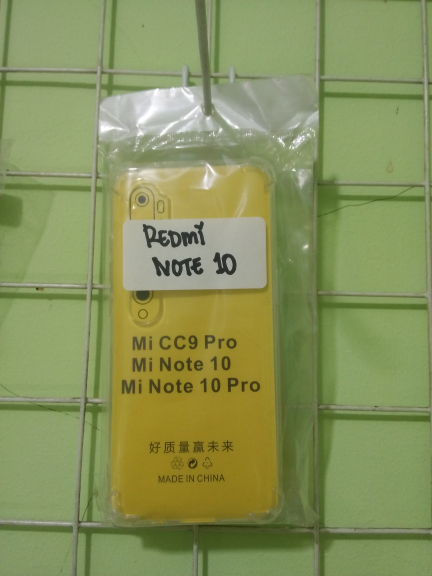 REDMI
NOTE 10
Mi CC9 Pro
Mi Note 10
Mi Note 10 Pro
好质量赢未来
MADE IN CHINA